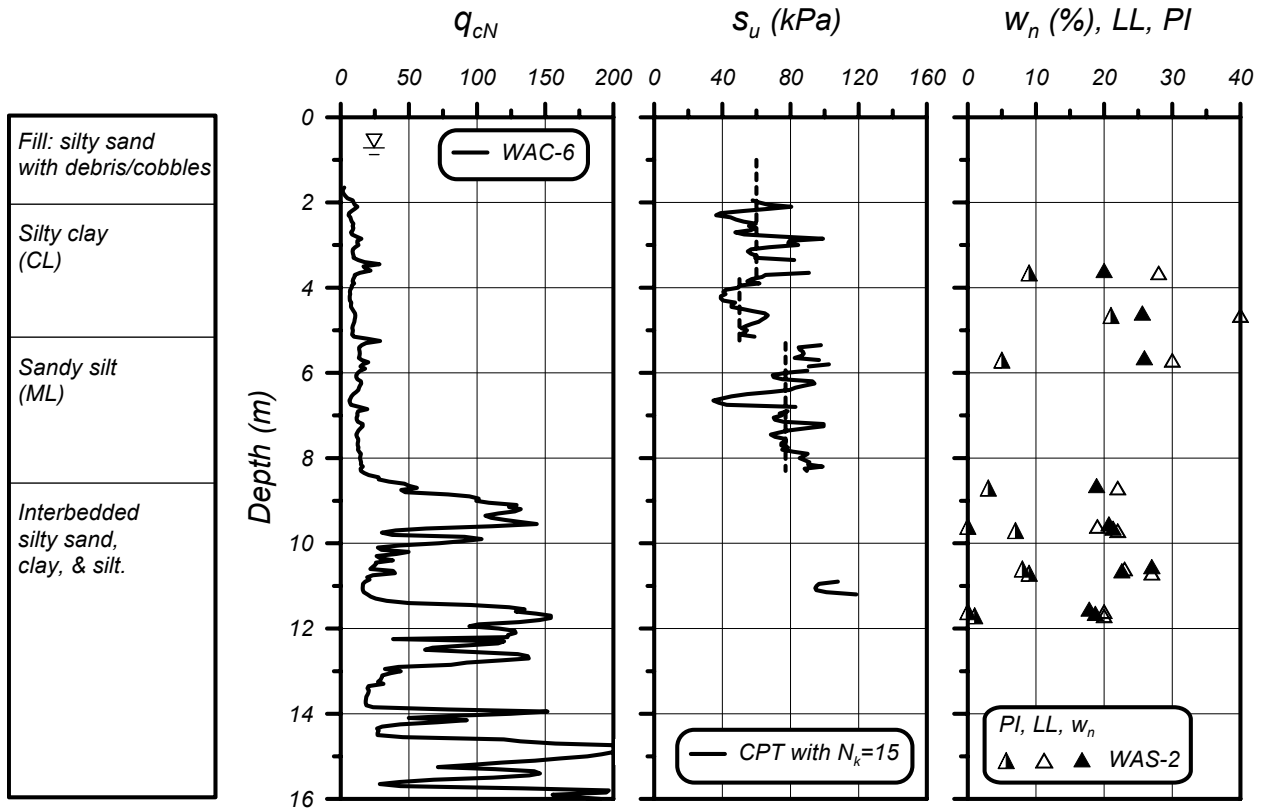 q_cN
s_u (kPa)
w_n (%), LL, PI
0 50 100 150 200
0 40 80 120 160
0 10 20 30 40
Fill: silty sand
with debris/cobbles
Silty clay
(CL)
Sandy silt
(ML)
Interbedded
silty sand,
clay, & silt.
Depth (m)
0
2
4
6
8
10
12
14
16
WAC-6
CPT with N_k=15
PI, LL, w_n
WAS-2